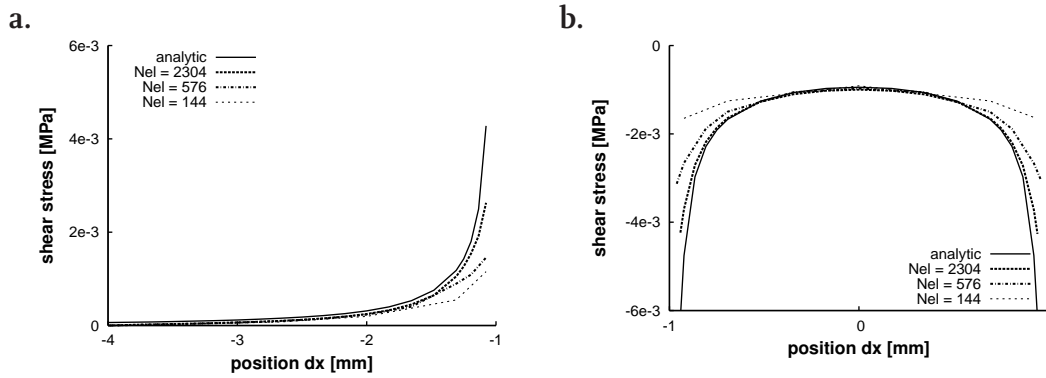 a.
6e-3
4e-3
2e-3
0
shear stress [MPa]
analytic
Nel = 2304
Nel = 576
Nel = 144
-4
-3
-2
-1
position dx [mm]
b.
0
-2e-3
-4e-3
-6e-3
shear stress [MPa]
analytic
Nel = 2304
Nel = 576
Nel = 144
-1
0
position dx [mm]